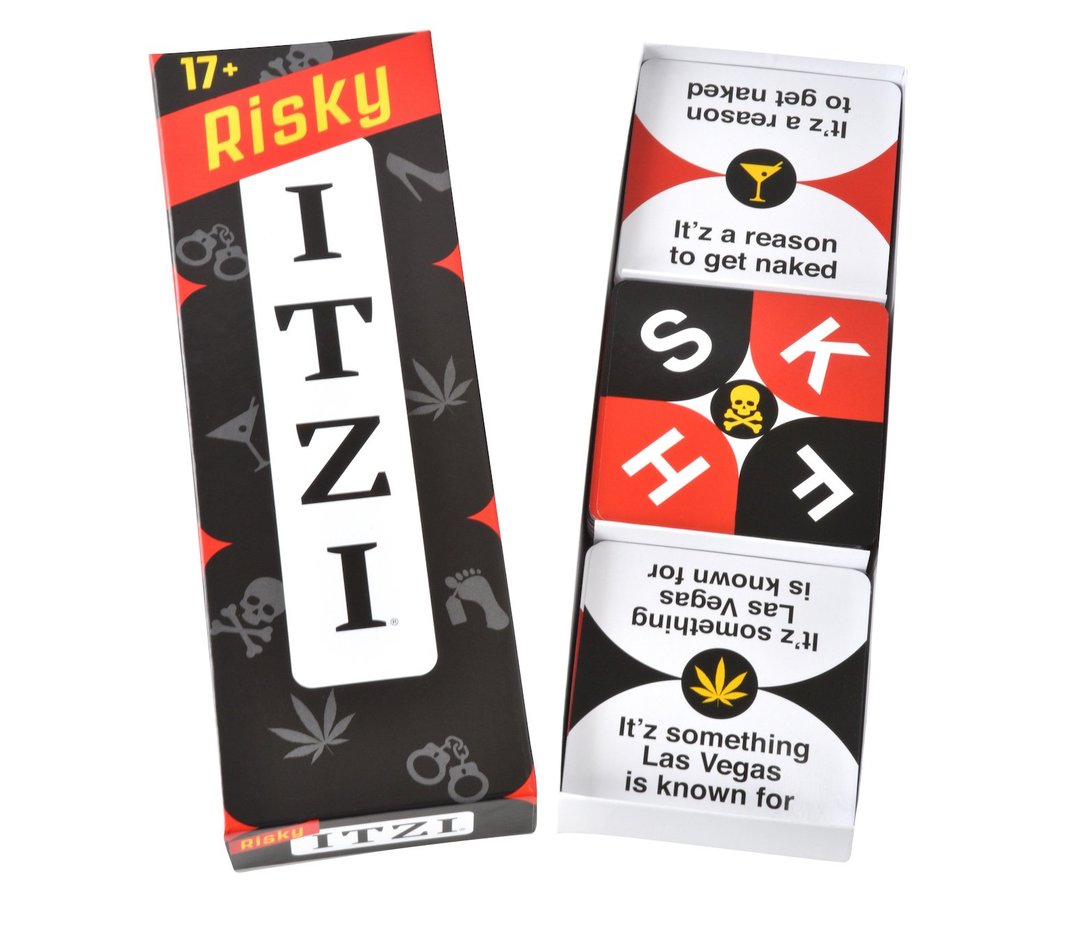 17+
Risky
I
T
Z
I
®
Risky ITZI
It'z a reason
to get naked
It'z a reason
to get naked
S K
H F
It'z something
Las Vegas
is known for
It'z something
Las Vegas
is known for